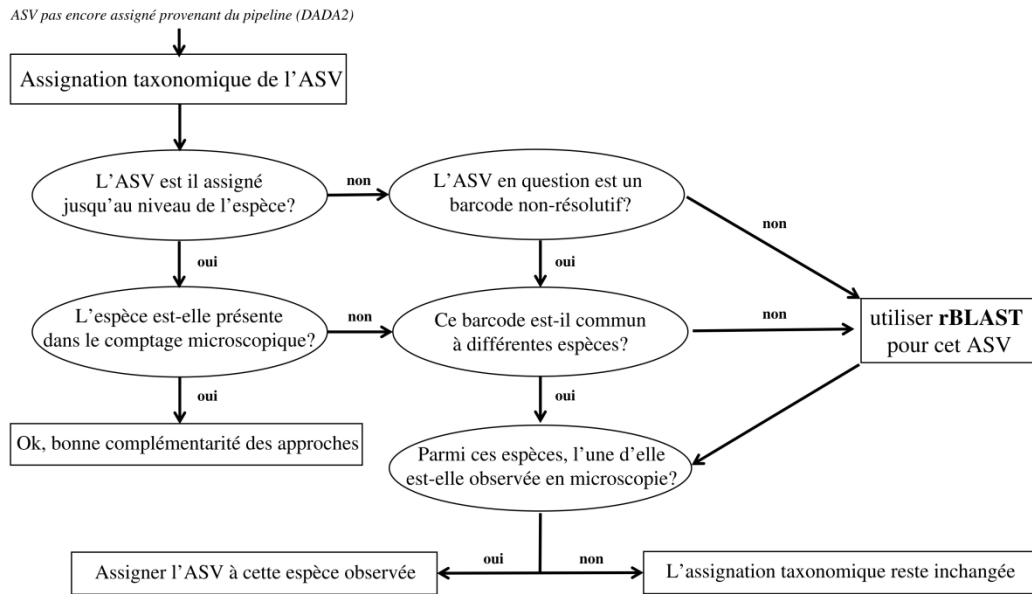 ASV pas encore assigné provenant du pipeline (DADA2)
Assignation taxonomique de l'ASV
L'ASV est il assigné
jusqu'au niveau de l'espèce?
non
L'ASV en question est un
barcode non-résolutif?
non
oui
oui
L'espèce est-elle présente
dans le comptage microscopique?
non
Ce barcode est-il commun
à différentes espèces?
non
utiliser rBLAST
pour cet ASV
oui
oui
Ok, bonne complémentarité des approches
Parmi ces espèces, l'une d'elle
est-elle observée en microscopie?
oui
non
Assigner l'ASV à cette espèce observée
L'assignation taxonomique reste inchangée